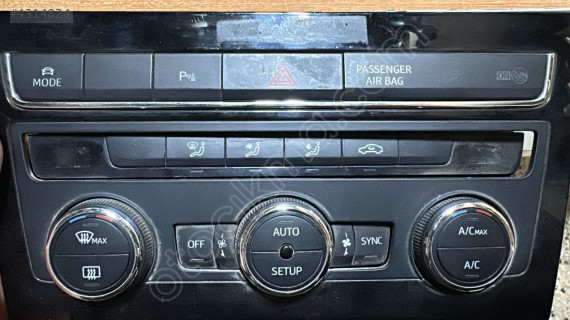 MODE
P
PASSENGER
AIR BAG
MAX
OFF
AUTO
SETUP
SYNC
A/C MAX
A/C